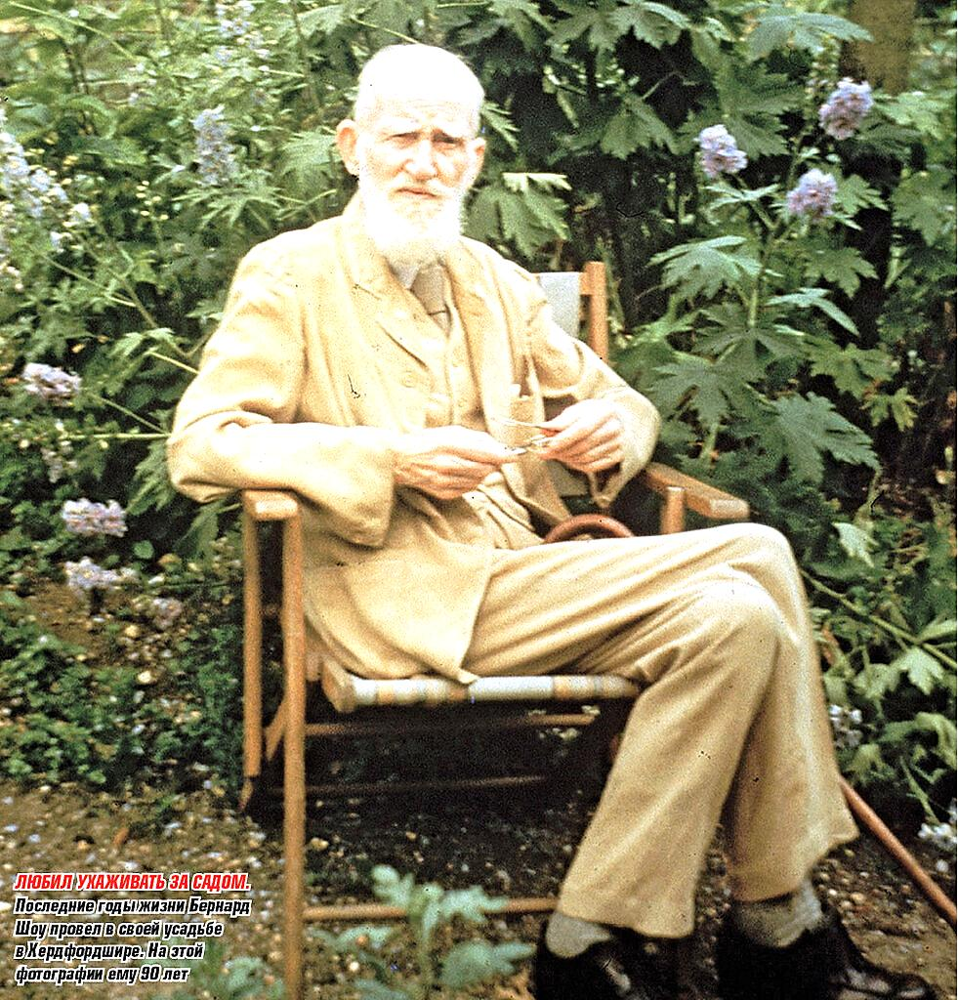 ЛЮБИЛ УХАЖИВАТЬ ЗА САДОМ.
Последние годы жизни Бернард
Шоу провел в своей усадьбе
в Хердфордшире. На этой
фотографии ему 90 лет